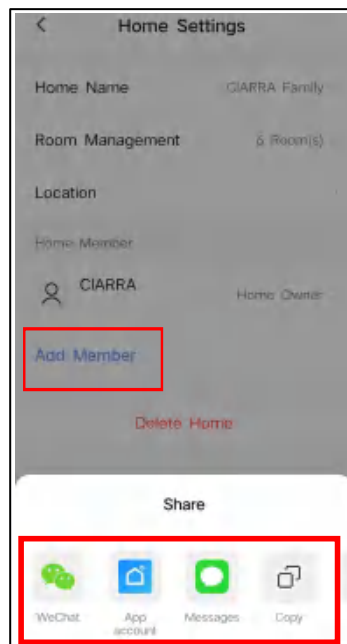 Home Settings
Home Name CIARRA Family
Room Management 6 Room(s)
Location
Home Member
CIARRA
Home Owner
Add Member
Delete Home
Share
WeChat App account Messages Copy